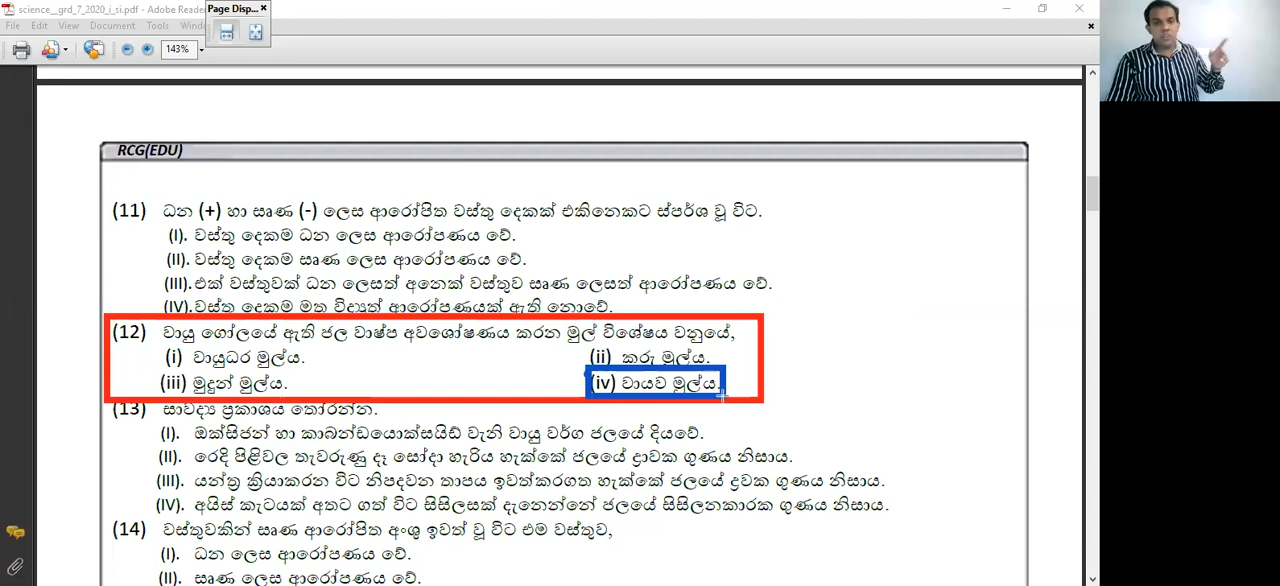 science__grd_7_2020_i_si.pdf - Adobe Reade
Page Disp...
File Edit View Document Tools
143%
RCG(EDU)
(11) ධන (+) හා සෘණ (-) ලෙස ආරෝපිත වස්තු දෙකක් එකිනෙකට ස්පර්ශ වූ විට.
(I). වස්තු දෙකම ධන ලෙස ආරෝපණය වේ.
(II). වස්තු දෙකම සෘණ ලෙස ආරෝපණය වේ.
(III). එක් වස්තුවක් ධන ලෙසත් අනෙක් වස්තුව සෘණ ලෙසත් ආරෝපණය වේ.
(IV). වස්තු දෙකම මත විද්‍යුත් ආරෝපණයක් ඇති නොවේ.
(12) වායු ගෝලයේ ඇති ජල වාෂ්ප අවශෝෂණය කරන මුල් විශේෂය වනුයේ,
(i) වායුධර මුල්ය. (ii) කරු මුල්ය.
(iii) මුදුන් මුල්ය. (iv) වායව මුල්ය.
(13) සාවද්‍ය ප්‍රකාශය තෝරන්න.
(I). ඔක්සිජන් හා කාබන්ඩයොක්සයිඩ් වැනි වායු වර්ග ජලයේ දියවේ.
(II). රෙදි පිළිවල තැවරුණු දෑ සෝදා හැරිය හැක්කේ ජලයේ ද්‍රාවක ගුණය නිසාය.
(III). යන්ත්‍ර ක්‍රියාකරන විට නිපදවන තාපය ඉවත්කරගත හැක්කේ ජලයේ ද්‍රවක ගුණය නිසාය.
(IV). අයිස් කැටයක් අතට ගත් විට සිසිලසක් දැනෙන්නේ ජලයේ සිසිලනකාරක ගුණය නිසාය.
(14) වස්තුවකින් සෘණ ආරෝපිත අංශු ඉවත් වූ විට එම වස්තුව,
(I). ධන ලෙස ආරෝපණය වේ.
(II). සෘණ ලෙස ආරෝපණය වේ.